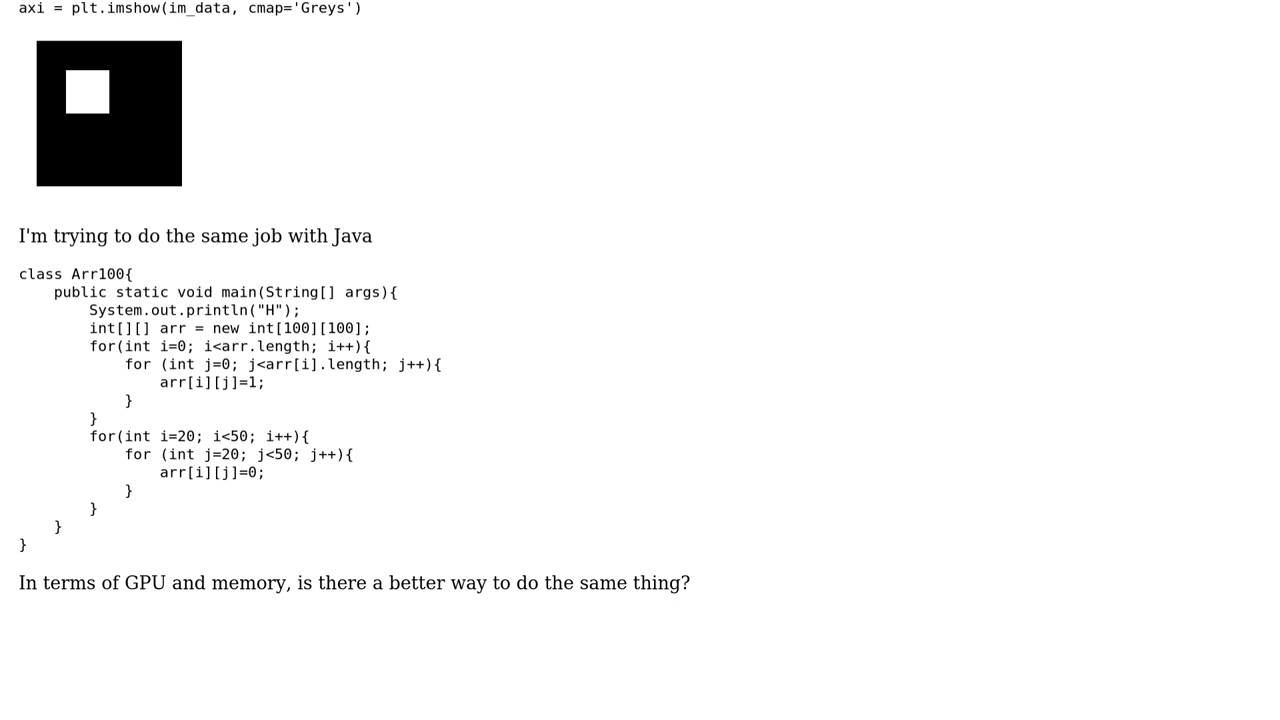 axi = plt.imshow(im_data, cmap='Greys')
I'm trying to do the same job with Java
class Arr100{
    public static void main(String[] args){
        System.out.println("H");
        int[][] arr = new int[100][100];
        for(int i=0; i<arr.length; i++){
            for (int j=0; j<arr[i].length; j++){
                arr[i][j]=1;
            }
        }
        for(int i=20; i<50; i++){
            for (int j=20; j<50; j++){
                arr[i][j]=0;
            }
        }
    }
}
In terms of GPU and memory, is there a better way to do the same thing?